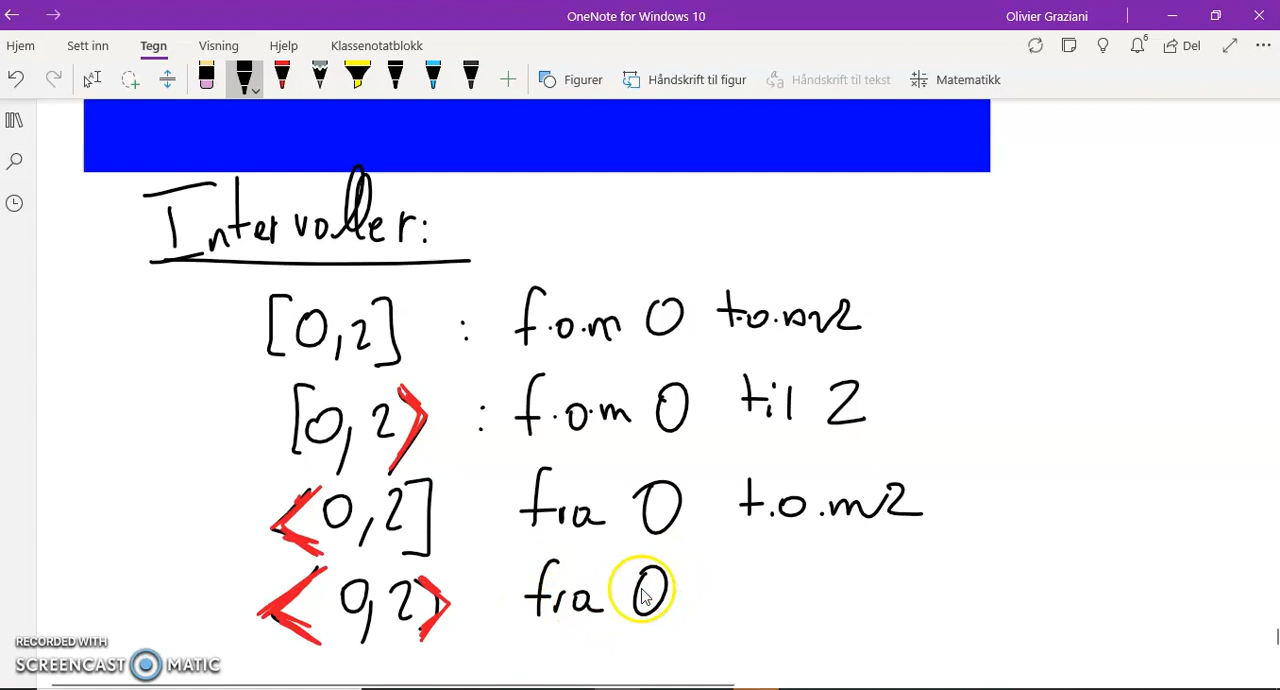 OneNote for Windows 10
Olivier Graziani
Hjem Sett inn Tegn Visning Hjelp Klassenotatblokk
6 Del
Figurer Håndskrift til figur Håndskrift til tekst Matematikk
Intervaller:
[0,2] : f.o.m 0 t.o.m 2
[0,2> : f.o.m 0 til 2
<0,2] fra 0 t.o.m 2
<0,2> fra 0
RECORDED WITH
SCREENCAST MATIC